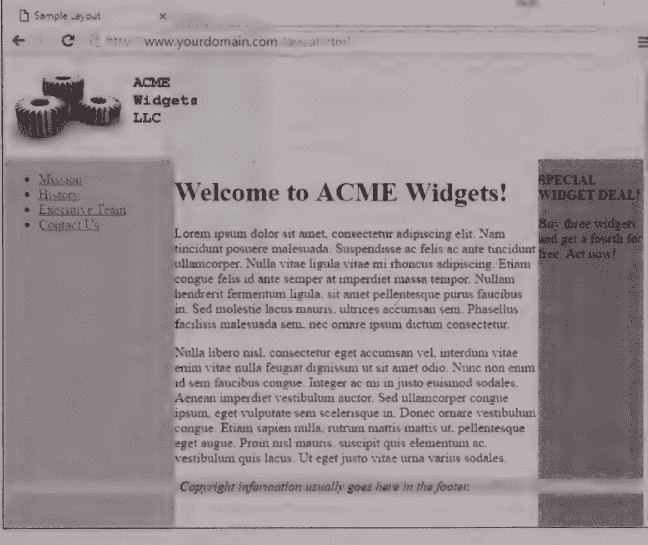 Sample Layout
www.yourdomain.com
ACME
Widgets
LLC
Mission
History
Executive Team
Contact Us
Welcome to ACME Widgets!
Lorem ipsum dolor sit amet, consectetur adipiscing elit. Nam
tincidunt posuere malesuada. Suspendisse ac felis ac ante tincidunt
ullamcorper. Nulla vitae ligula vitae mi rhoncus adipiscing. Etiam
congue felis id ante semper at imperdiet massa tempor. Nullam
hendrerit fermentum ligula, sit amet pellentesque purus faucibus
in. Sed molestie lacus mauris, ultrices accumsan sem. Phasellus
facilisis malesuada sem, nec ornare ipsum dictum consectetur.
Nulla libero nisl, consectetur eget accumsan vel, interdum vitae
enim vitae nulla feugiat dignissim ut sit amet odio. Nunc non enim
id sem faucibus congue. Integer ac mi in justo euismod sodales.
Aenean imperdiet vestibulum auctor. Sed ullamcorper congue
ipsum, eget vulputate sem scelerisque in. Donec ornare vestibulum
congue. Etiam sapien nulla, rutrum mattis mattis ut, pellentesque
eget augue. Proin nisl mauris, suscipit quis elementum ac,
vestibulum quis lacus. Ut eget justo vitae urna varius sodales.
SPECIAL
WIDGET DEAL!
Buy three widgets
and get a fourth for
free. Act now!
Copyright information usually goes here in the footer.